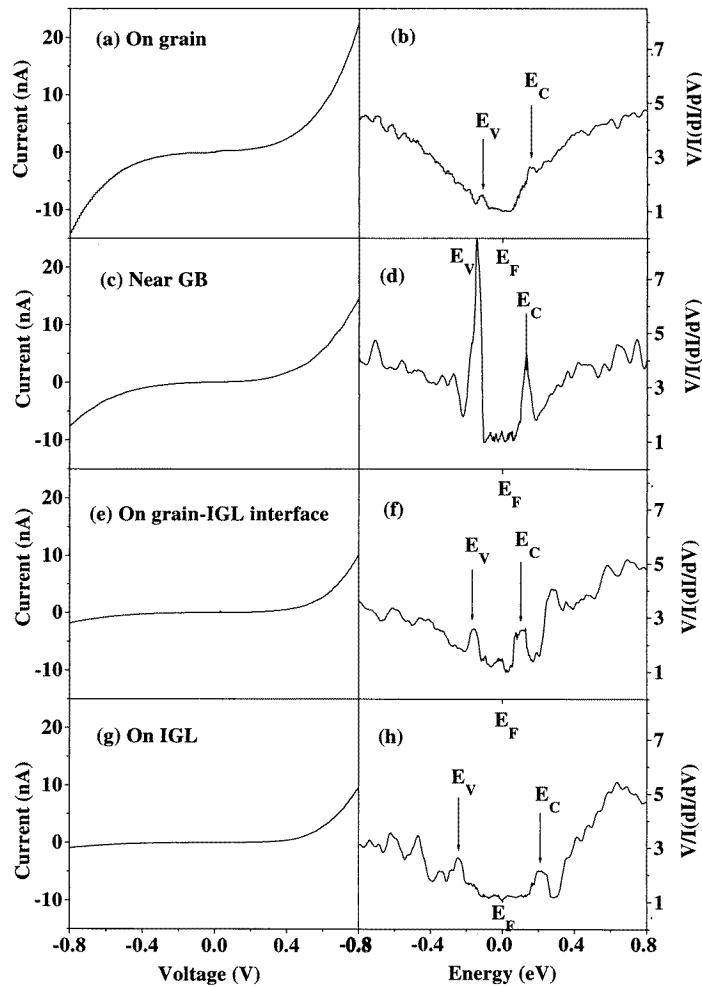 (a) On grain
20
10
0
-10
Current (nA)
(b)
E_V
E_C
7
5
3
1
V/I(dI/dV)
(c) Near GB
20
10
0
-10
Current (nA)
(d)
E_V
E_F
E_C
7
5
3
1
V/I(dI/dV)
(e) On grain-IGL interface
20
10
0
-10
Current (nA)
(f)
E_F
E_V
E_C
7
5
3
1
V/I(dI/dV)
(g) On IGL
20
10
0
-10
Current (nA)
(h)
E_F
E_V
E_C
E_F
7
5
3
1
V/I(dI/dV)
-0.8 -0.4 0.0 0.4 -0.8 -0.4 0.0 0.4 0.8
Voltage (V)
Energy (eV)